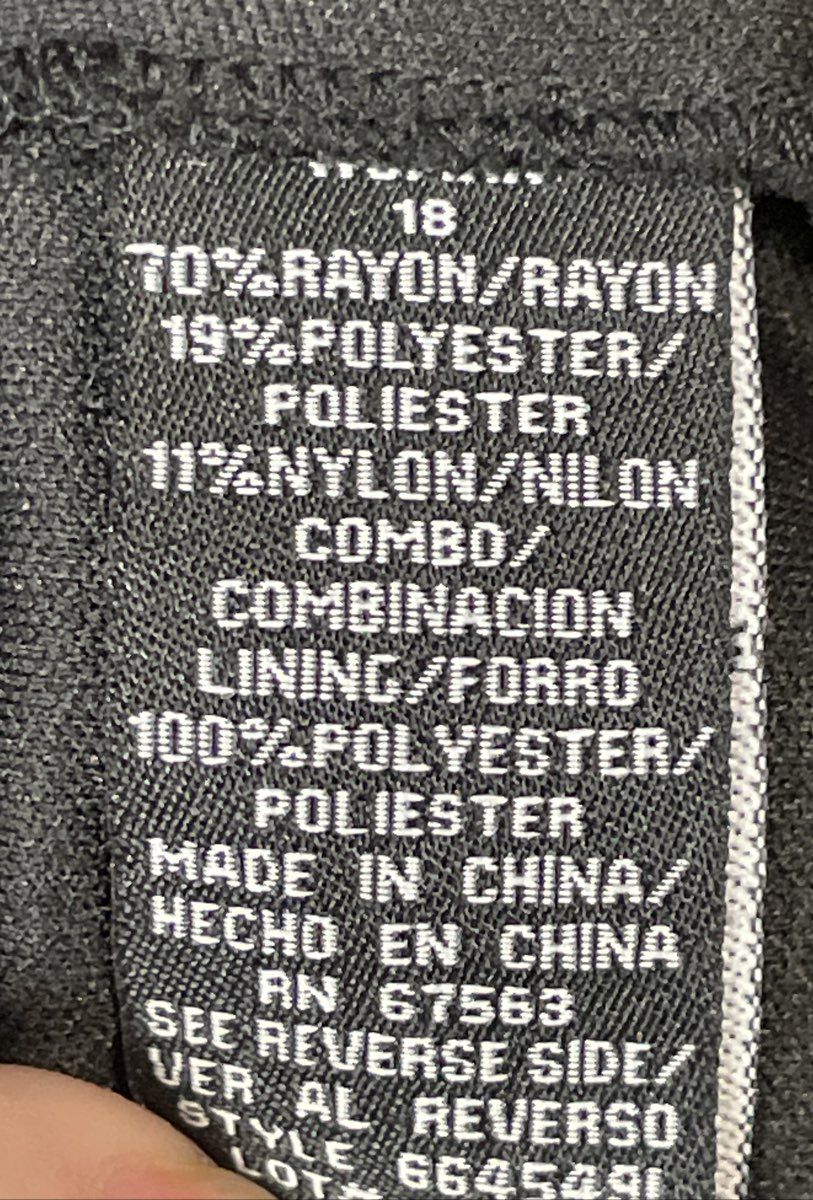 18
70%RAYON/RAYON
19%POLYESTER/
POLIESTER
11%NYLON/NILON
COMBO/
COMBINACION
LINING/FORRO
100%POLYESTER/
POLIESTER
MADE IN CHINA/
HECHO EN CHINA
RN 67563
SEE REVERSE SIDE/
VER AL REVERSO
STYLE